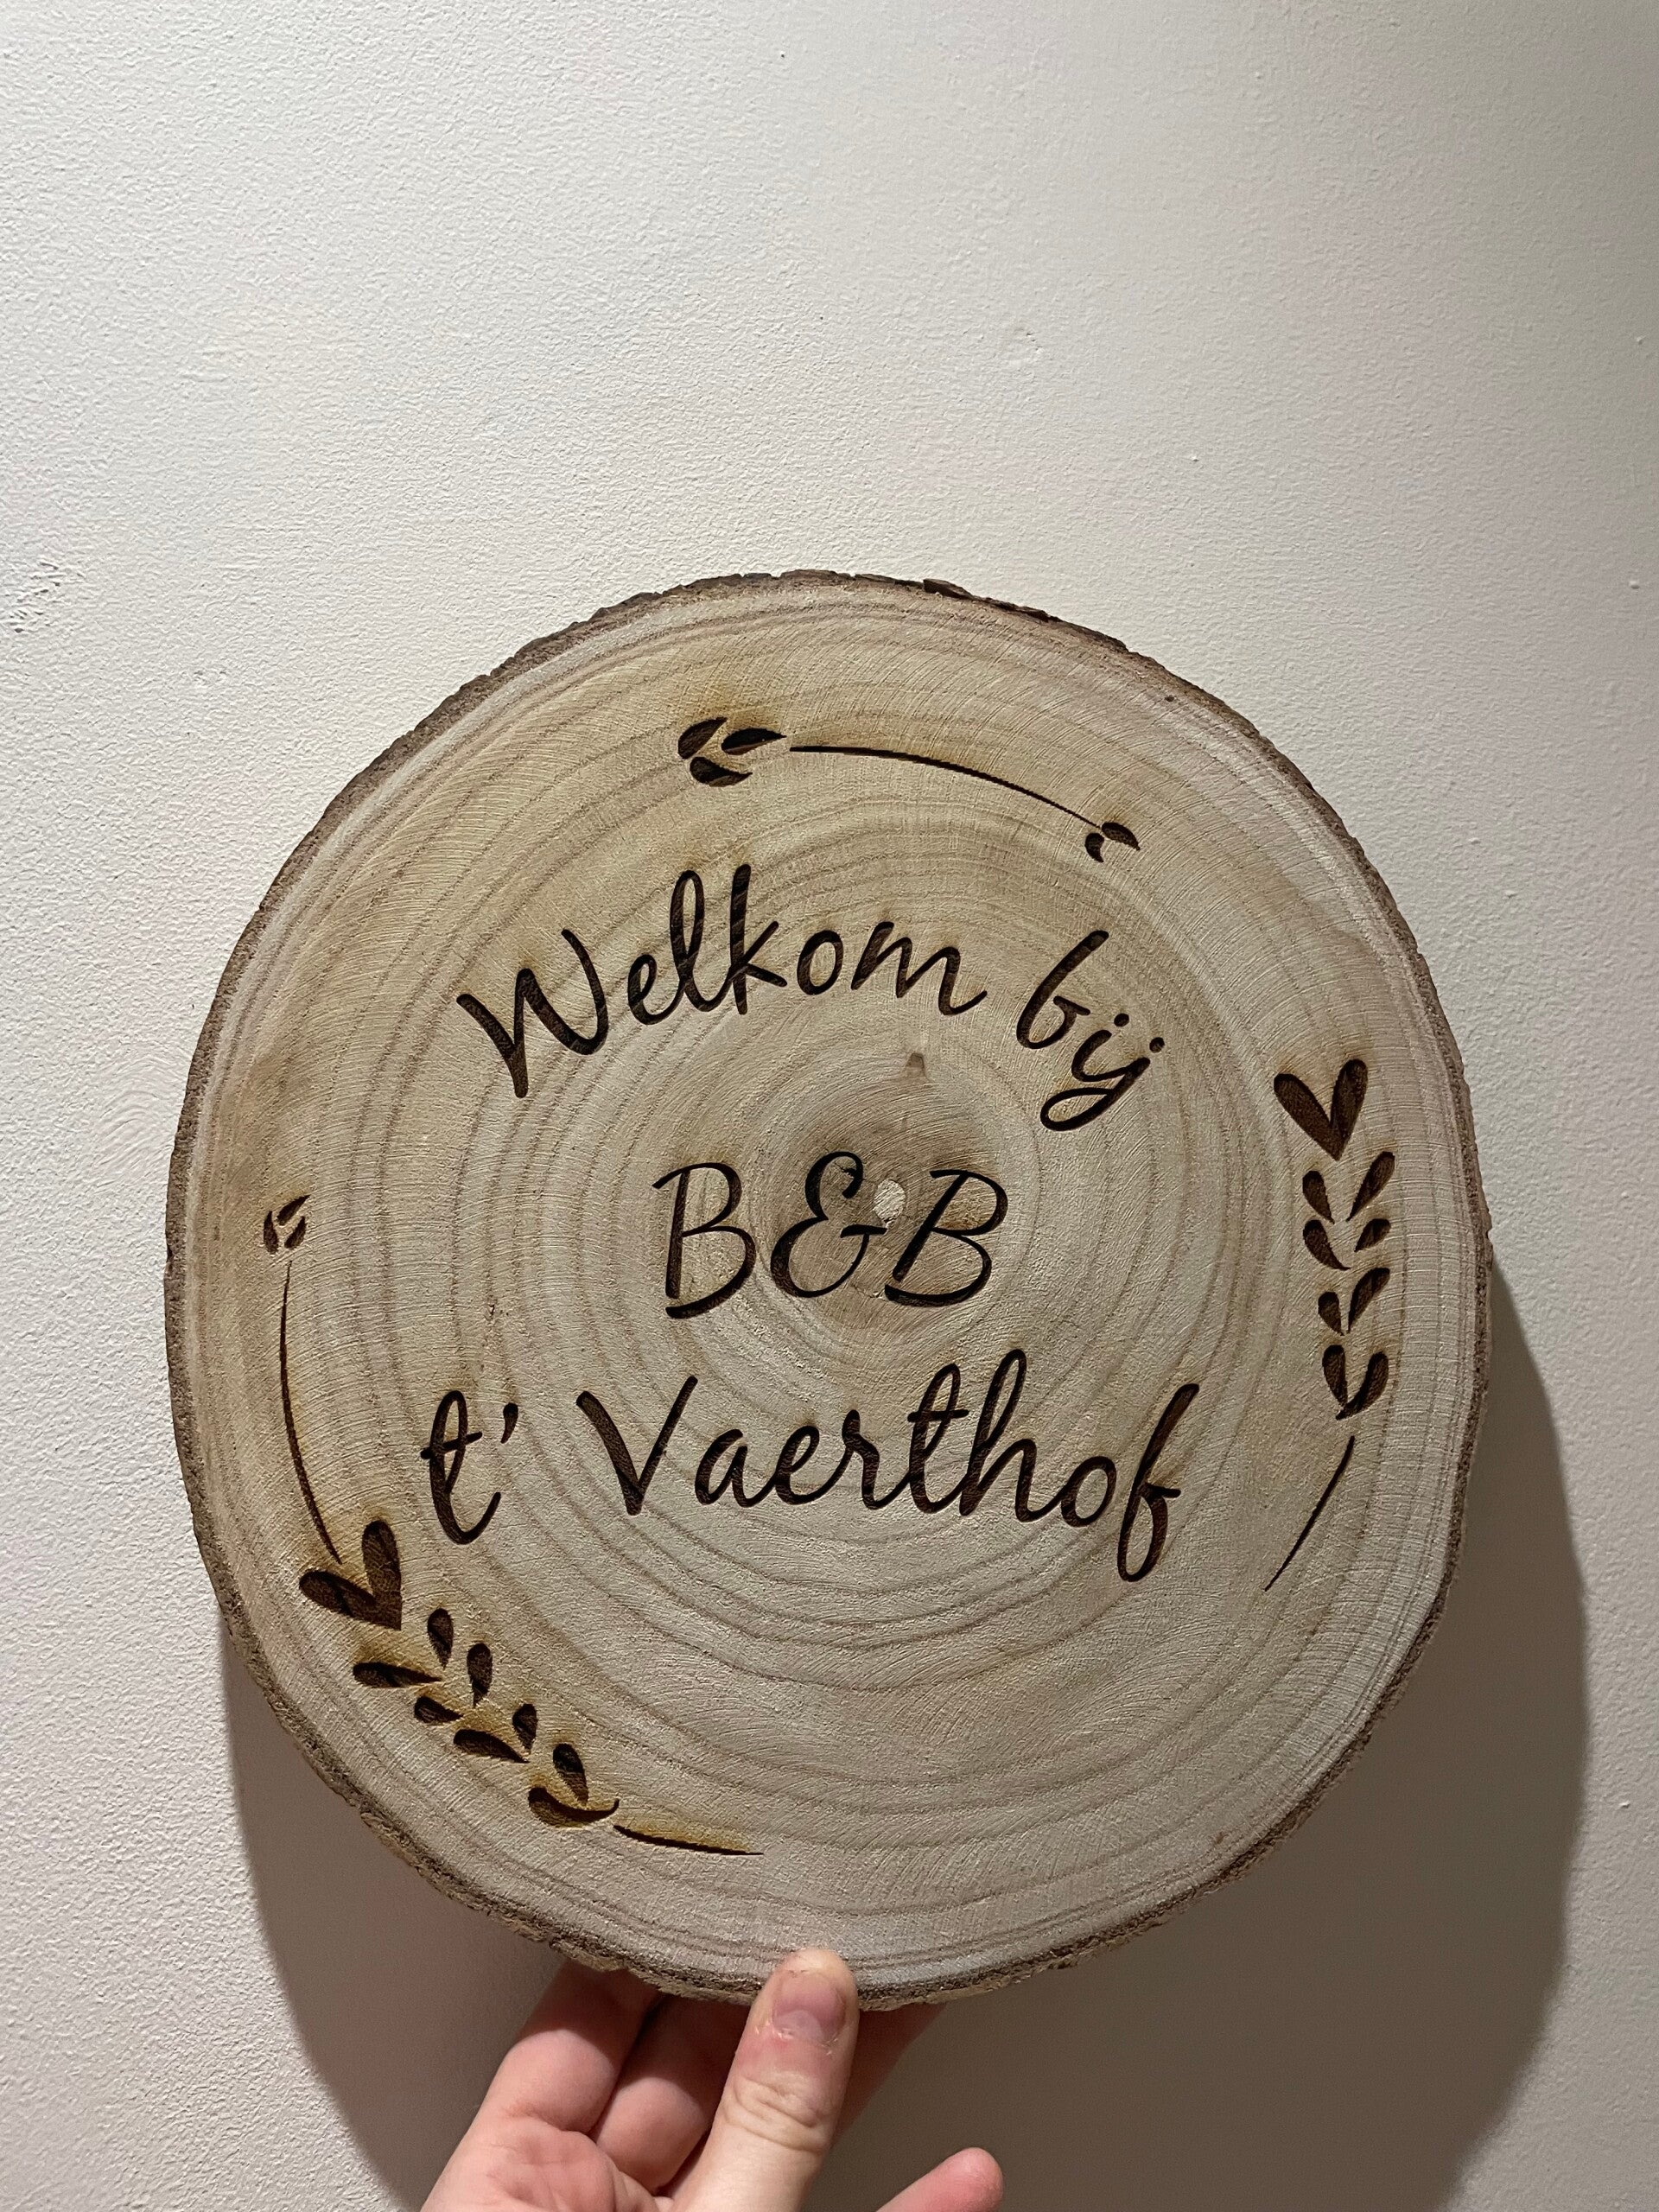 Welkom bij
B&B
t' Vaerthof